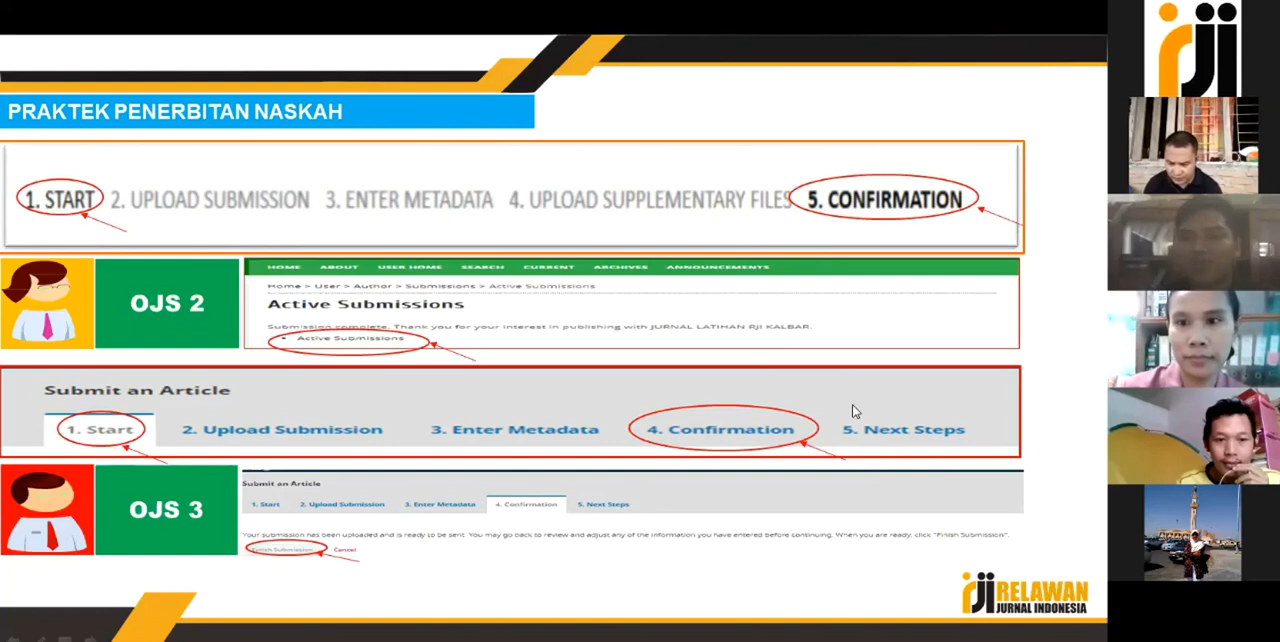 rji
PRAKTEK PENERBITAN NASKAH
1. START 2. UPLOAD SUBMISSION 3. ENTER METADATA 4. UPLOAD SUPPLEMENTARY FILES 5. CONFIRMATION
OJS 2
HOME ABOUT USER HOME SEARCH CURRENT ARCHIVES ANNOUNCEMENTS
Home > User > Author > Submissions > Active Submissions
Active Submissions
Submission complete. Thank you for your interest in publishing with JURNAL LATIHAN RJI KALBAR.
• Active Submissions
Submit an Article
1. Start 2. Upload Submission 3. Enter Metadata 4. Confirmation 5. Next Steps
OJS 3
Submit an Article
1. Start 2. Upload Submission 3. Enter Metadata 4. Confirmation 5. Next Steps
Your submission has been uploaded and is ready to be sent. You may go back to review and adjust any of the information you have entered before continuing. When you are ready, click "Finish Submission".
Finish Submission Cancel
rji RELAWAN
JURNAL INDONESIA